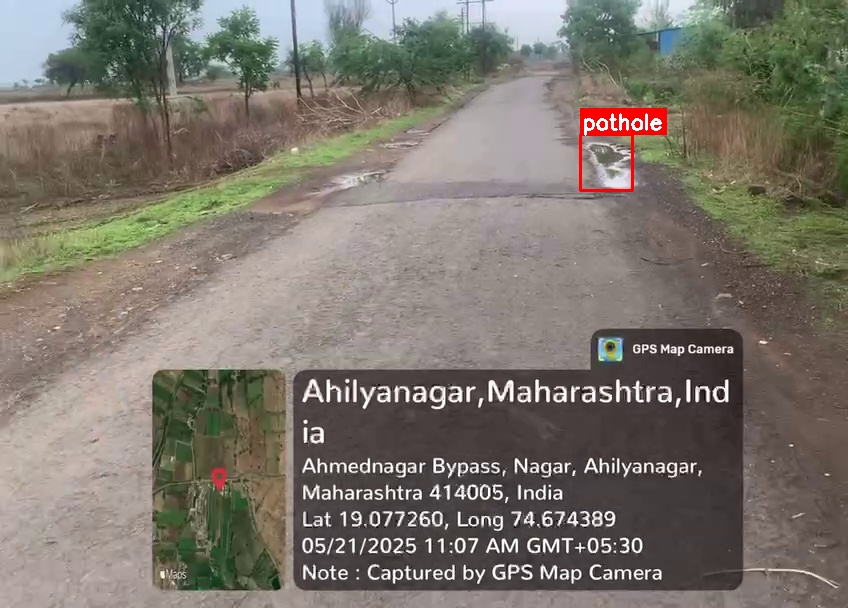 pothole
GPS Map Camera
Ahilyanagar,Maharashtra,Ind
ia
Ahmednagar Bypass, Nagar, Ahilyanagar,
Maharashtra 414005, India
Lat 19.077260, Long 74.674389
05/21/2025 11:07 AM GMT+05:30
Note : Captured by GPS Map Camera
Maps